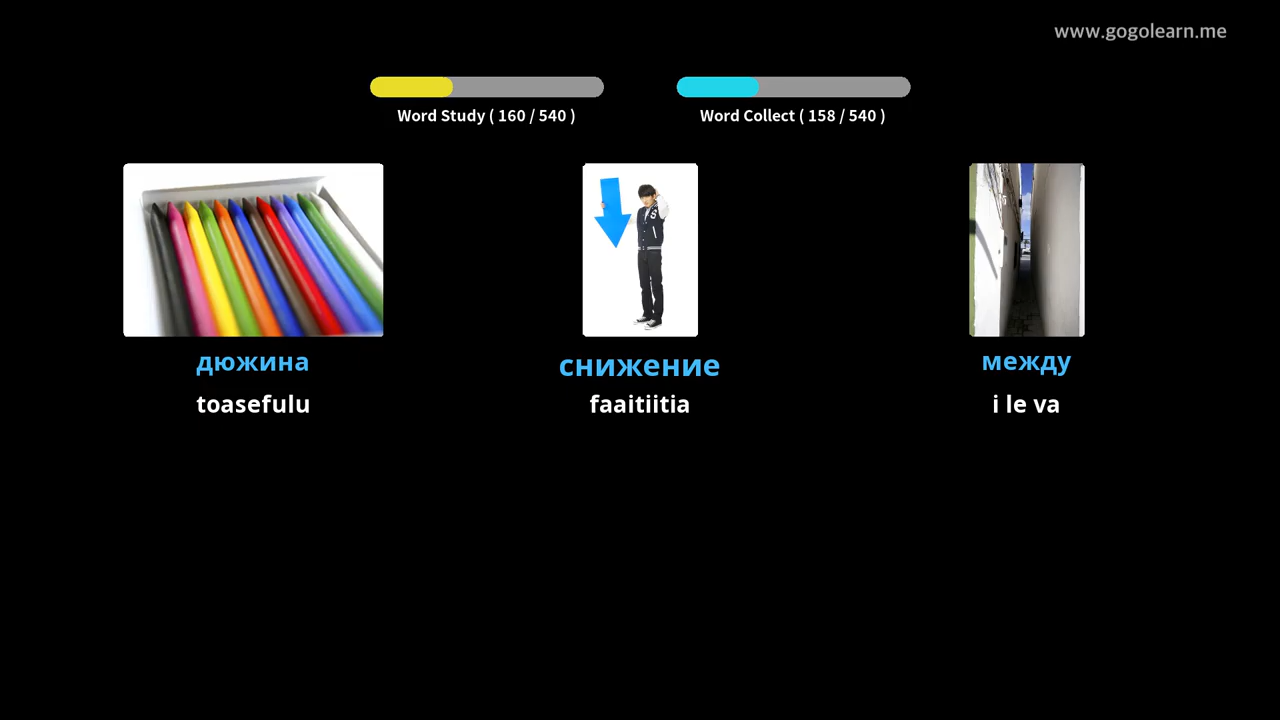 www.gogolearn.me
Word Study ( 160 / 540 )
Word Collect ( 158 / 540 )
дюжина
toasefulu
снижение
faaitiitia
между
i le va